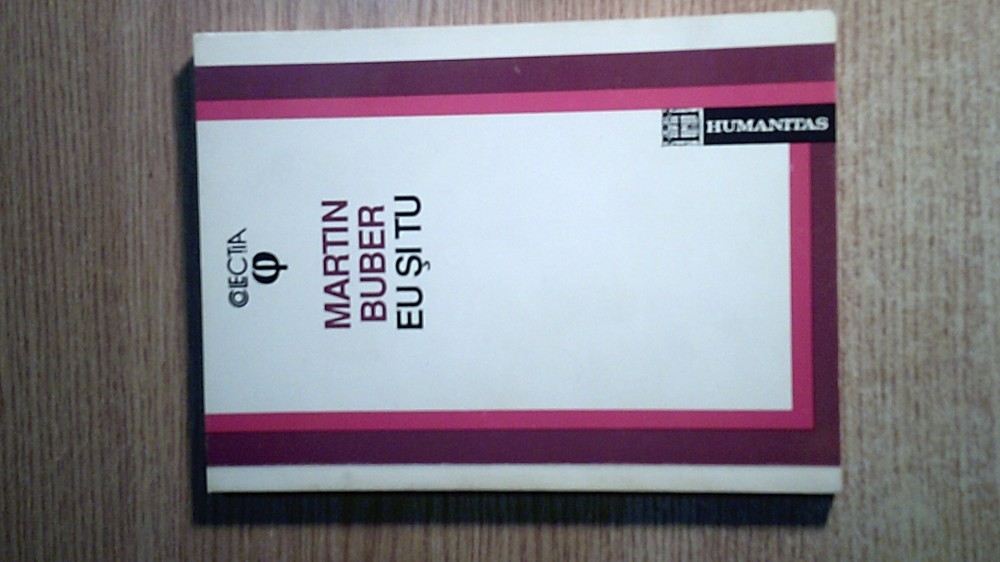 COLECȚIA
φ
MARTIN
BUBER
EU ȘI TU
HUMANITAS